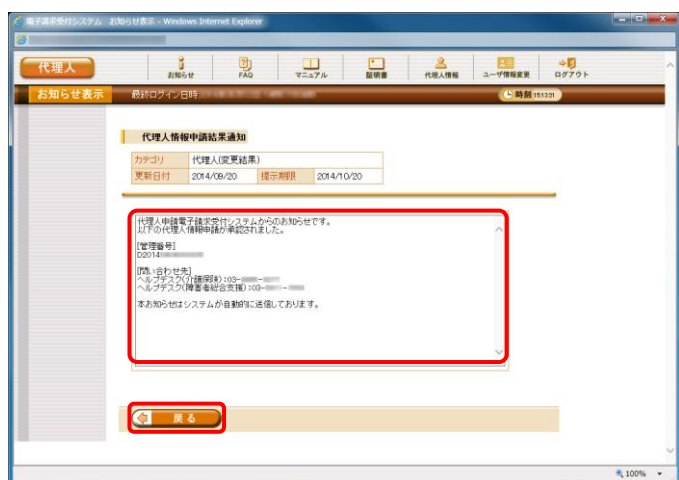 電子請求受付システム お知らせ表示 - Windows Internet Explorer
代理人
お知らせ
FAQ
マニュアル
証明書
代理人情報
ユーザ情報変更
ログアウト
お知らせ表示
最終ログイン日時:
時刻 15:12:21
代理人情報申請結果通知
カテゴリ 代理人(変更結果)
更新日付 2014/09/20 提示期限 2014/10/20
代理人申請電子請求受付システムからのお知らせです。
以下の代理人情報申請が承認されました。
[管理番号]
D2014
[問い合わせ先]
ヘルプデスク(介護保険):03-
ヘルプデスク(障害者総合支援):03-
本お知らせはシステムが自動的に送信しております。
戻る
100%